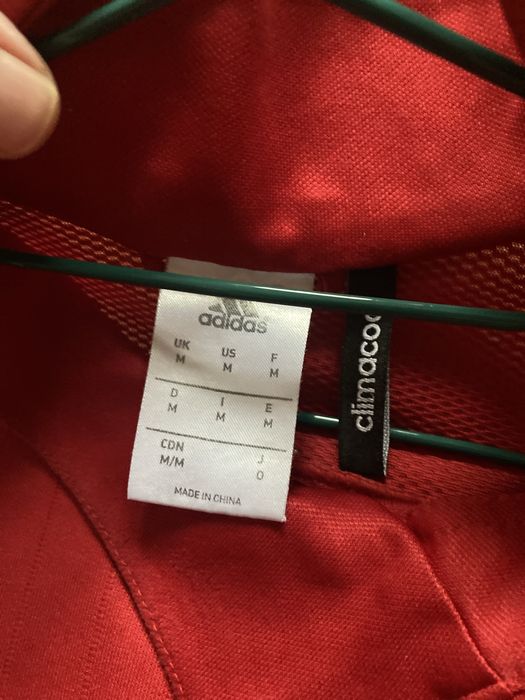 adidas
UK US F
M M M
D I E
M M M
CDN J
M/M O
MADE IN CHINA
climacoo